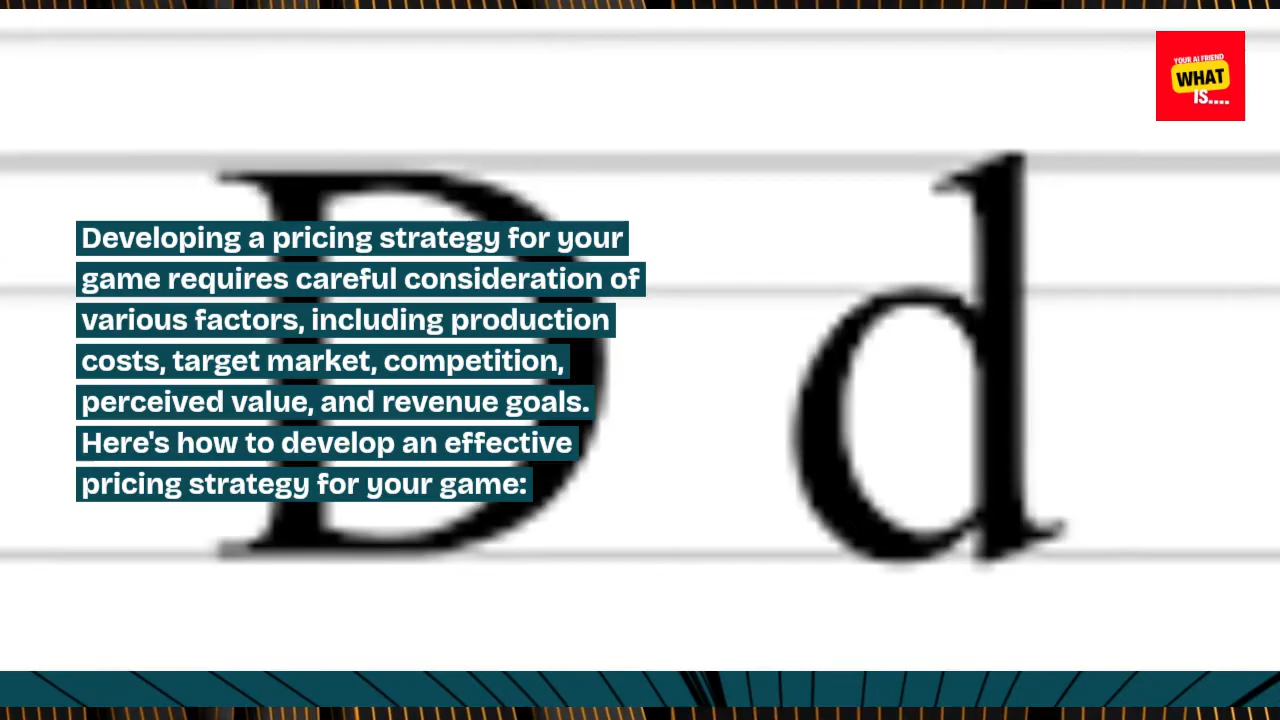 YOUR AI FRIEND
WHAT
IS....
D d
Developing a pricing strategy for your
game requires careful consideration of
various factors, including production
costs, target market, competition,
perceived value, and revenue goals.
Here's how to develop an effective
pricing strategy for your game: